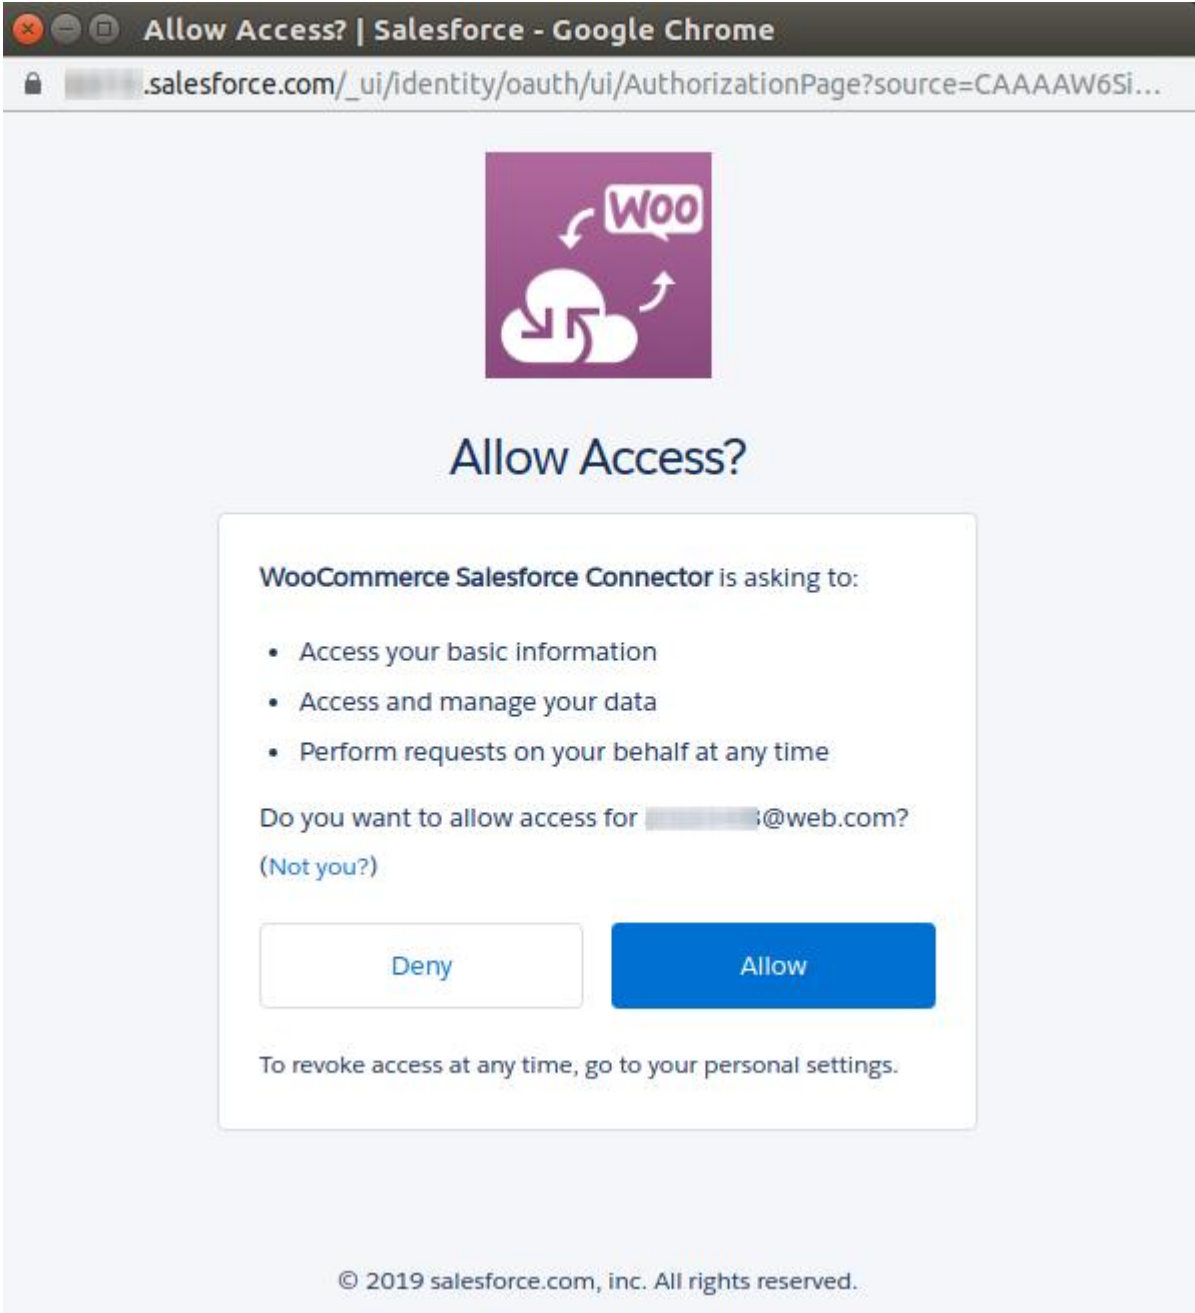 Allow Access? | Salesforce - Google Chrome
.salesforce.com/_ui/identity/oauth/ui/AuthorizationPage?source=CAAAAW6Si...
WOO
Allow Access?
WooCommerce Salesforce Connector is asking to:
• Access your basic information
• Access and manage your data
• Perform requests on your behalf at any time
Do you want to allow access for @web.com?
(Not you?)
Deny
Allow
To revoke access at any time, go to your personal settings.
© 2019 salesforce.com, inc. All rights reserved.